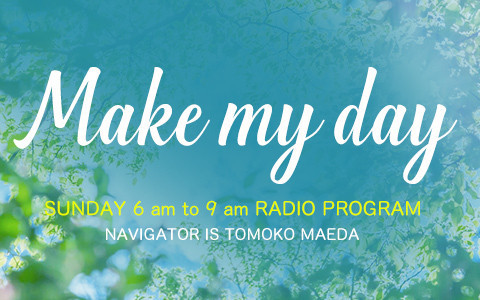 Make my day
SUNDAY 6 am to 9 am RADIO PROGRAM
NAVIGATOR IS TOMOKO MAEDA